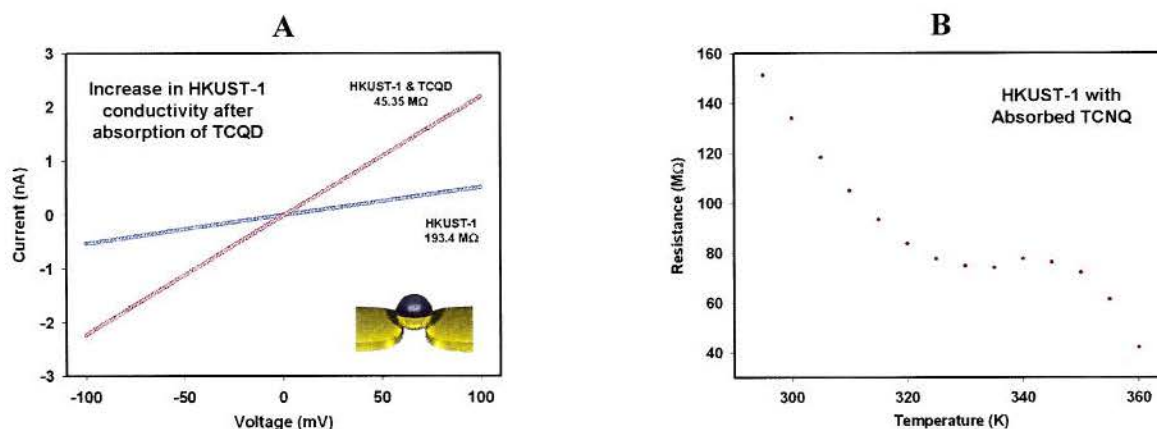 A
Increase in HKUST-1
conductivity after
absorption of TCQD
HKUST-1 & TCQD
45.35 MΩ
HKUST-1
193.4 MΩ
Current (nA)
3
2
1
0
-1
-2
-3
-100
-50
0
50
100
Voltage (mV)
B
HKUST-1 with
Absorbed TCNQ
Resistance (MΩ)
160
140
120
100
80
60
40
300
320
340
360
Temperature (K)